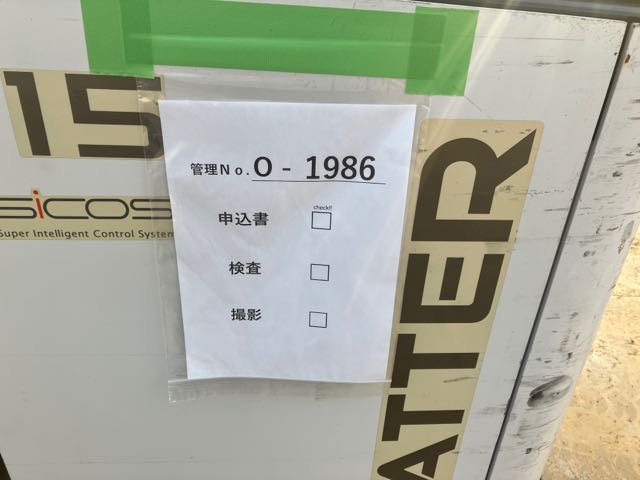 15
SiCOS
Super Intelligent Control System
管理No. O - 1986
check!!
申込書 □
検査 □
撮影 □
ATTER